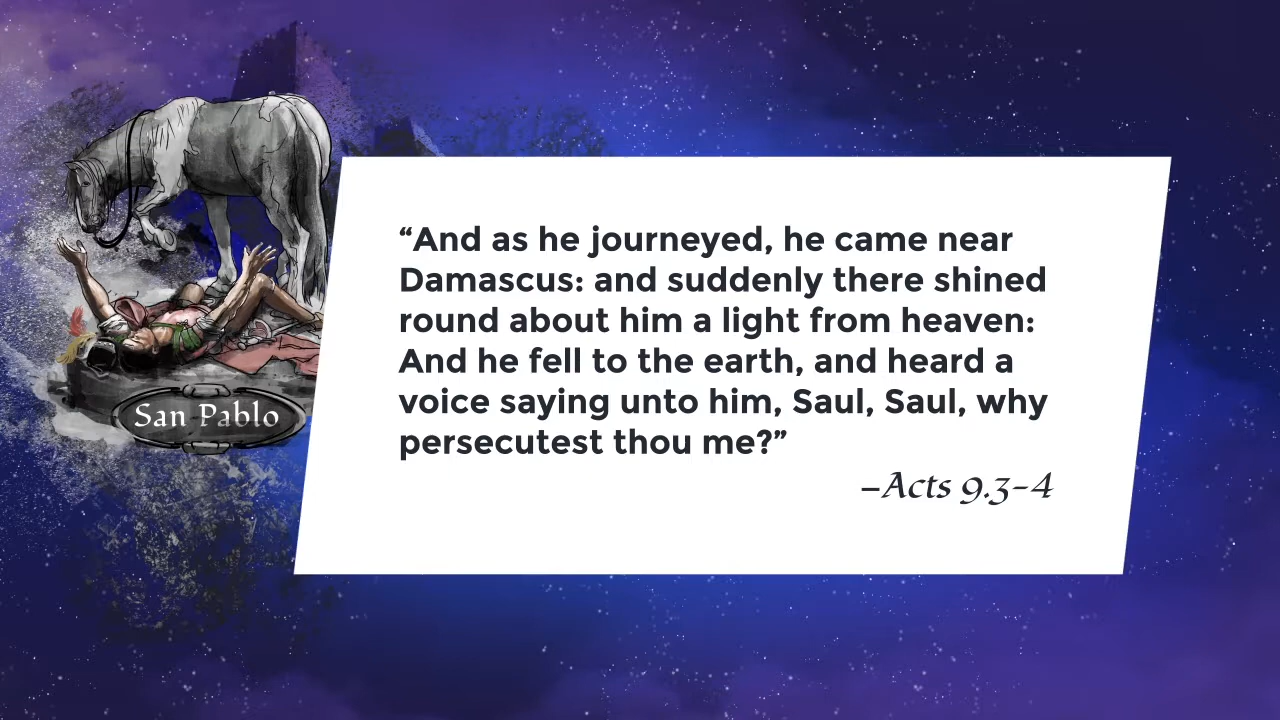 San Pablo
“And as he journeyed, he came near
Damascus: and suddenly there shined
round about him a light from heaven:
And he fell to the earth, and heard a
voice saying unto him, Saul, Saul, why
persecutest thou me?”
–Acts 9.3-4